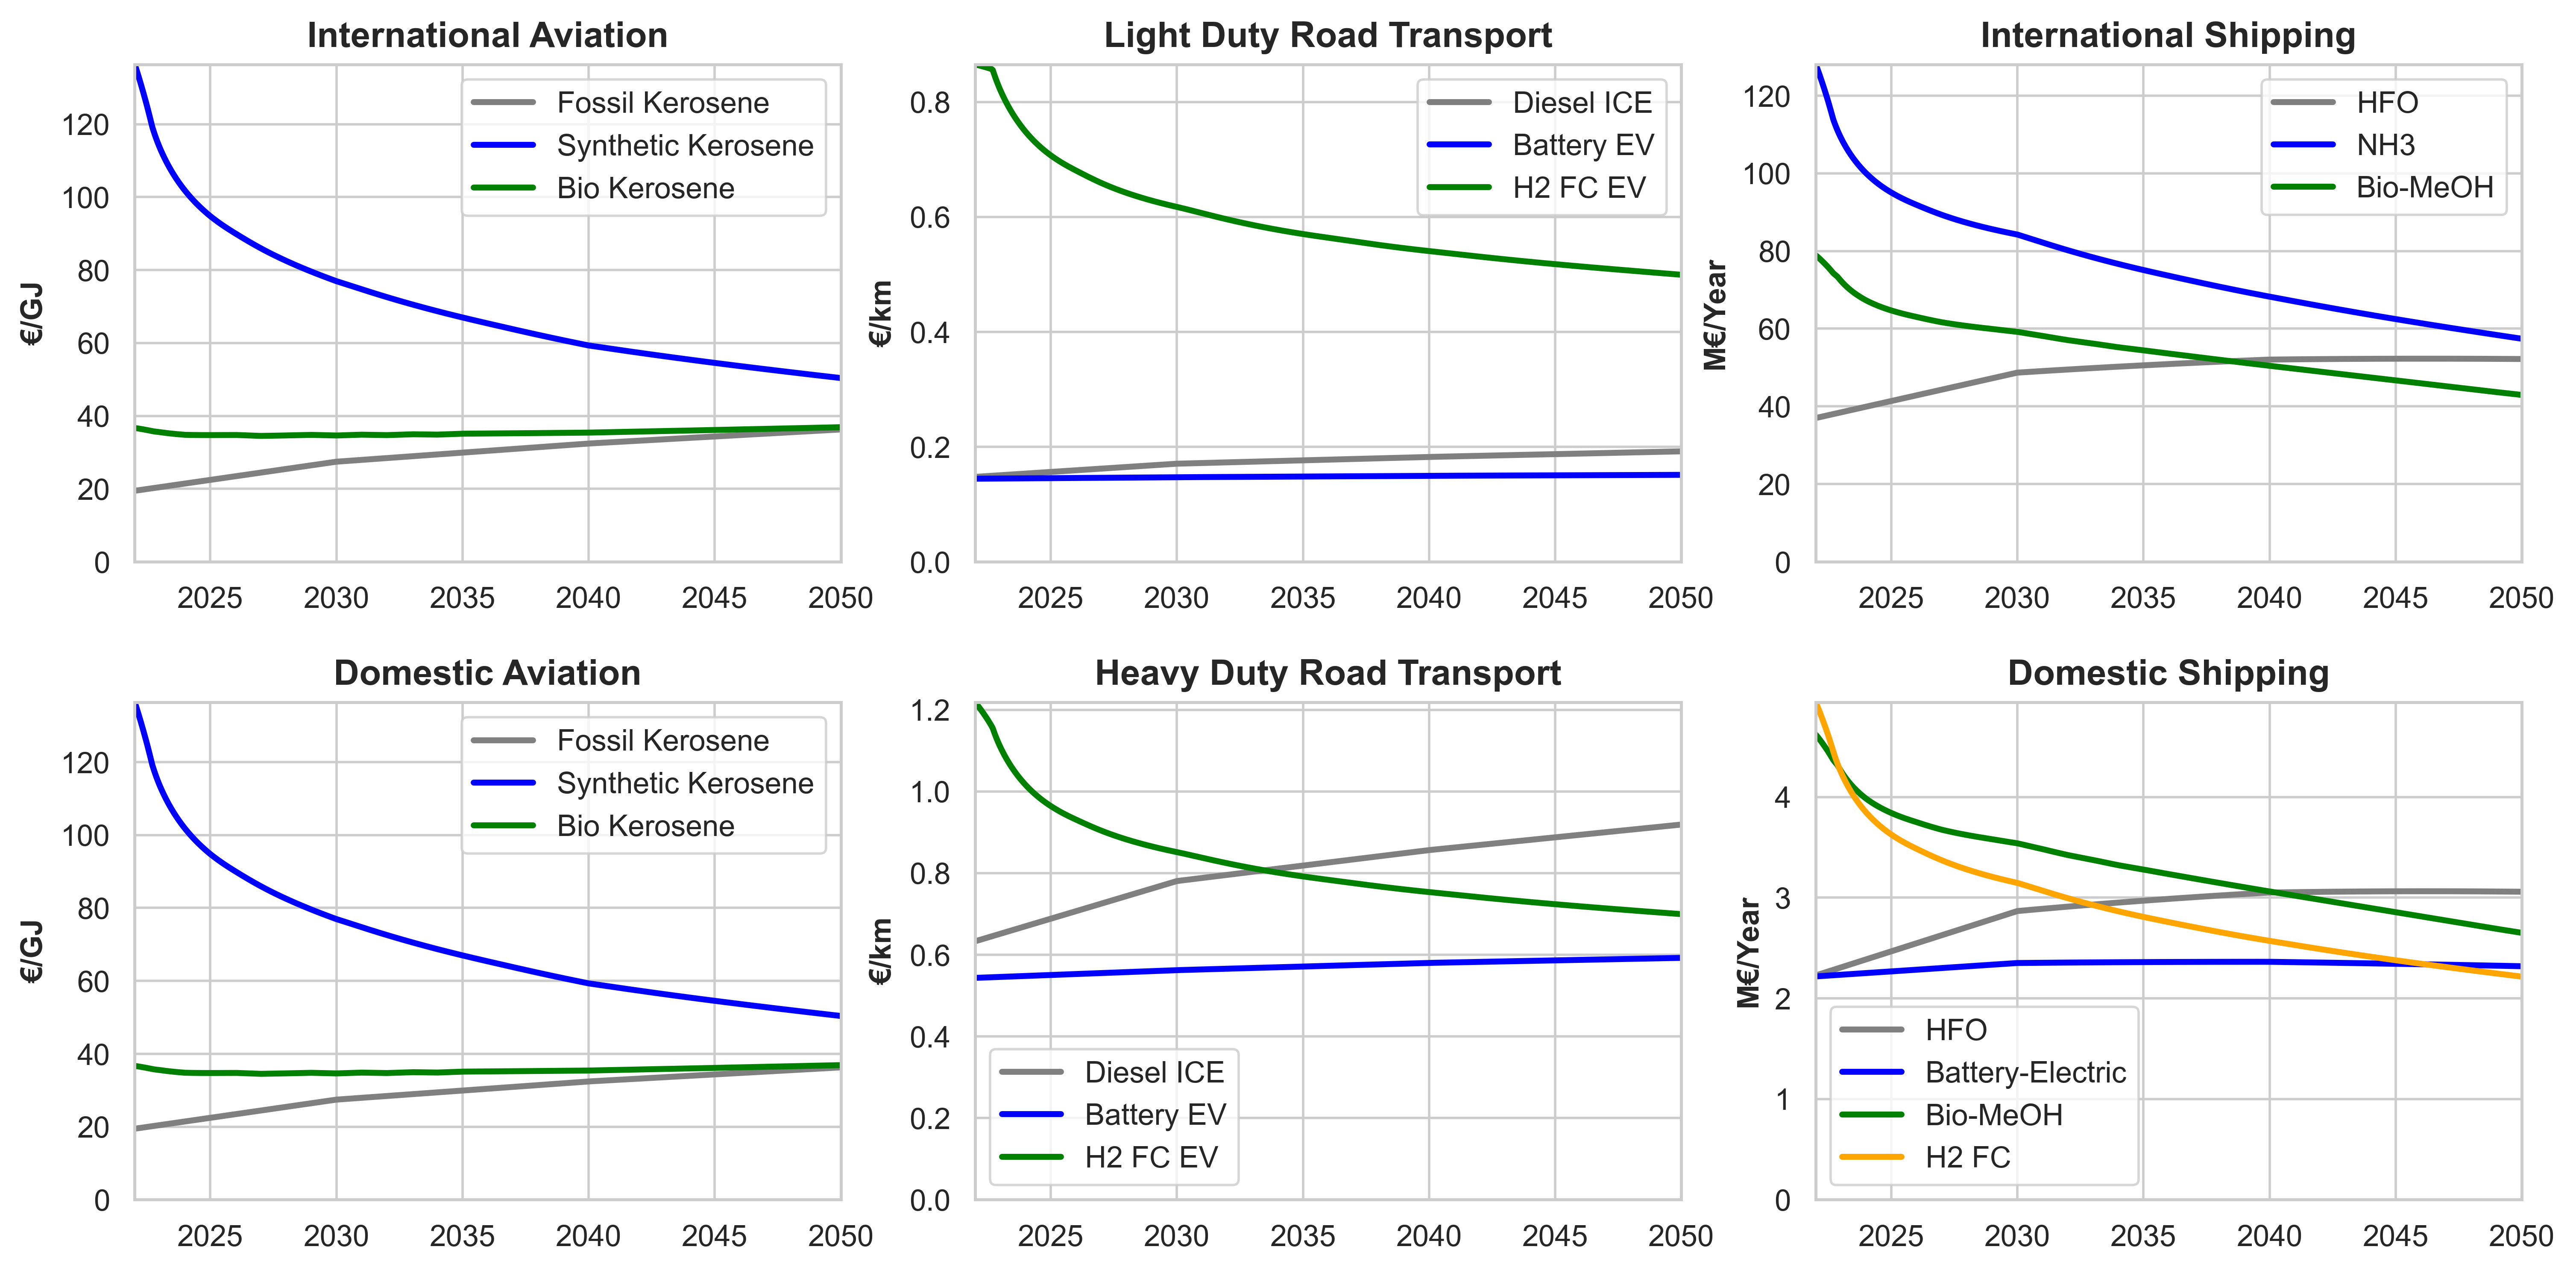 International Aviation
€/GJ
120
100
80
60
40
20
0
2025 2030 2035 2040 2045 2050
Fossil Kerosene
Synthetic Kerosene
Bio Kerosene
Light Duty Road Transport
€/km
0.8
0.6
0.4
0.2
0.0
2025 2030 2035 2040 2045 2050
Diesel ICE
Battery EV
H2 FC EV
International Shipping
M€/Year
120
100
80
60
40
20
0
2025 2030 2035 2040 2045 2050
HFO
NH3
Bio-MeOH
Domestic Aviation
€/GJ
120
100
80
60
40
20
0
2025 2030 2035 2040 2045 2050
Fossil Kerosene
Synthetic Kerosene
Bio Kerosene
Heavy Duty Road Transport
€/km
1.2
1.0
0.8
0.6
0.4
0.2
0.0
2025 2030 2035 2040 2045 2050
Diesel ICE
Battery EV
H2 FC EV
Domestic Shipping
M€/Year
4
3
2
1
0
2025 2030 2035 2040 2045 2050
HFO
Battery-Electric
Bio-MeOH
H2 FC